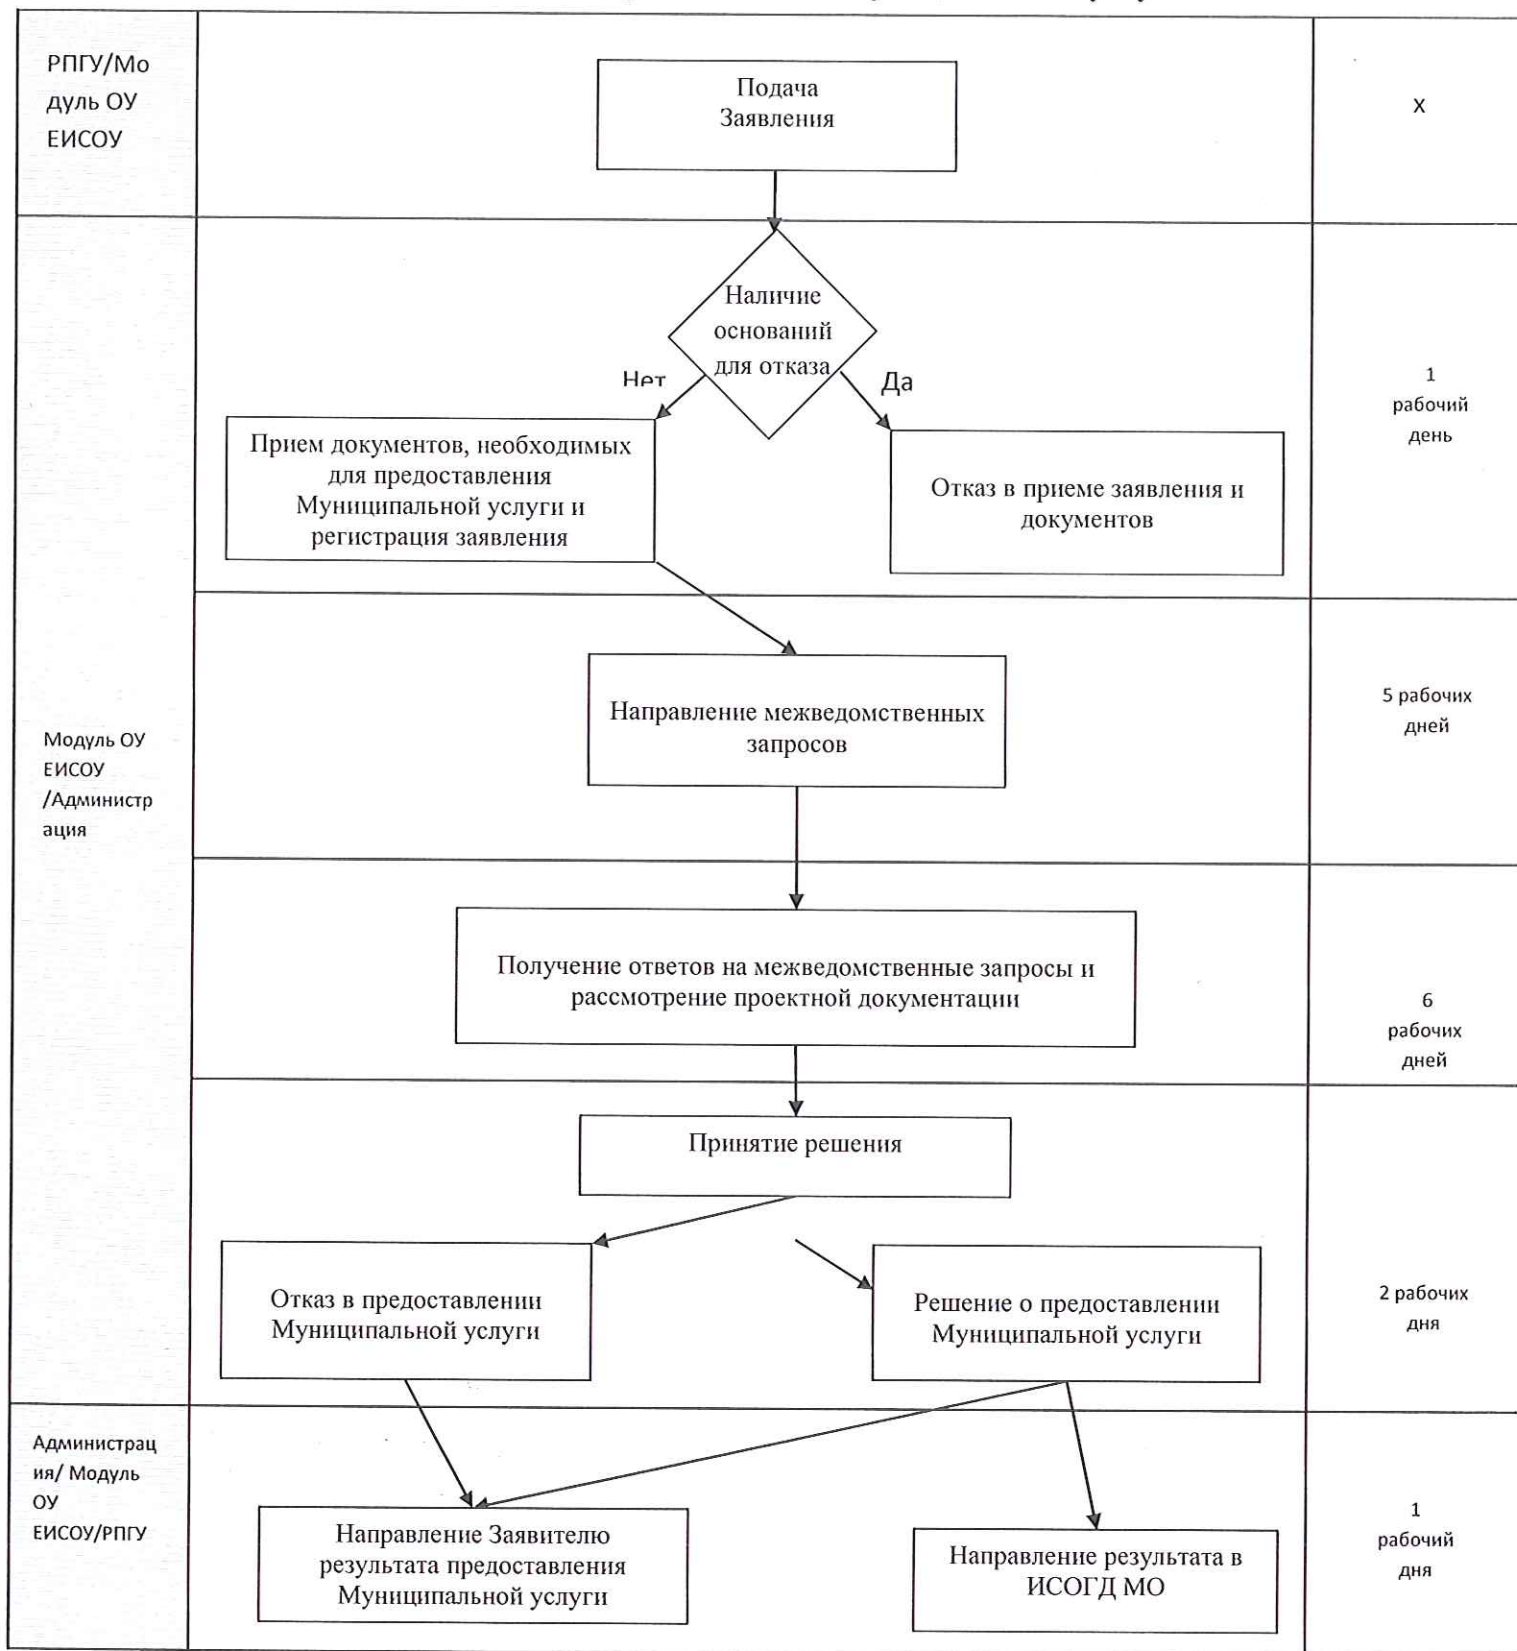 РПГУ/Мо
дуль ОУ
ЕИСОУ
Подача
Заявления
Х
Наличие
оснований
для отказа
Нет
Да
1
рабочий
день
Прием документов, необходимых
для предоставления
Муниципальной услуги и
регистрация заявления
Отказ в приеме заявления и
документов
Модуль ОУ
ЕИСОУ
/Администр
ация
Направление межведомственных
запросов
5 рабочих
дней
Получение ответов на межведомственные запросы и
рассмотрение проектной документации
6
рабочих
дней
Принятие решения
Отказ в предоставлении
Муниципальной услуги
Решение о предоставлении
Муниципальной услуги
2 рабочих
дня
Администрац
ия/ Модуль
ОУ
ЕИСОУ/РПГУ
Направление Заявителю
результата предоставления
Муниципальной услуги
Направление результата в
ИСОГД МО
1
рабочий
дня